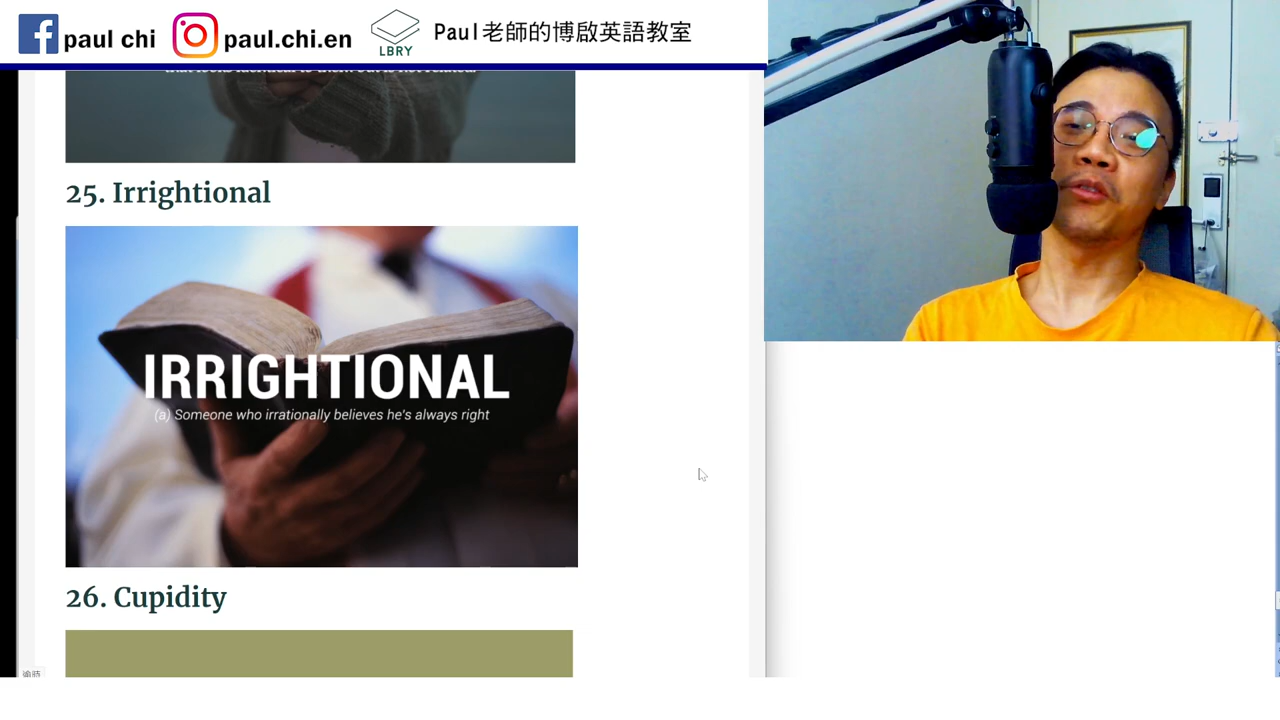 paul chi
paul.chi.en
LBRY
Paul老師的博啟英語教室
25. Irrightional
IRRIGHTIONAL
(a) Someone who irrationally believes he's always right
26. Cupidity